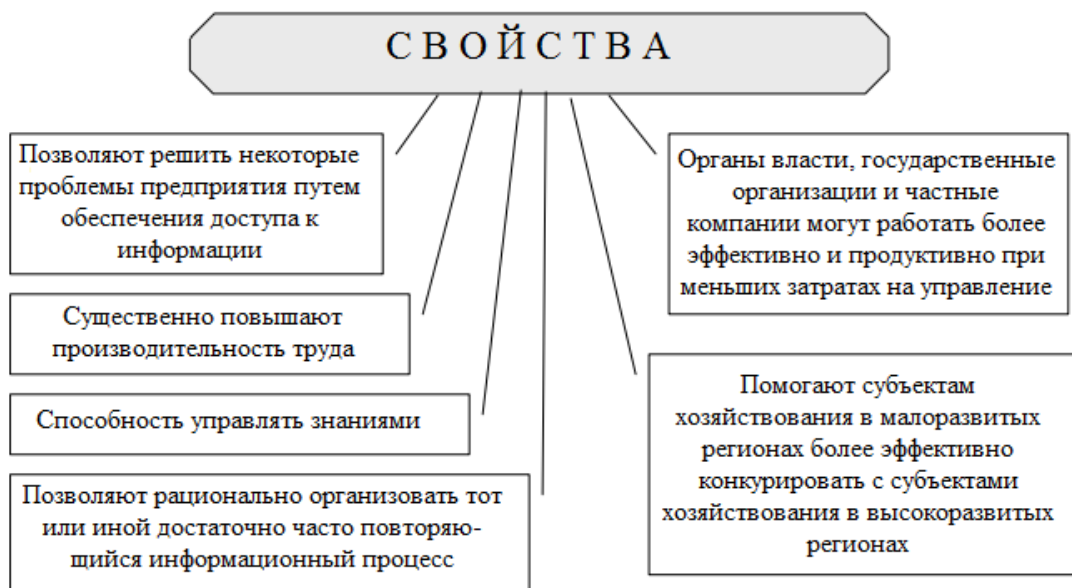 СВОЙСТВА
Позволяют решить некоторые
проблемы предприятия путем
обеспечения доступа к
информации
Существенно повышают
производительность труда
Способность управлять знаниями
Позволяют рационально организовать тот
или иной достаточно часто повторяю-
щийся информационный процесс
Органы власти, государственные
организации и частные
компании могут работать более
эффективно и продуктивно при
меньших затратах на управление
Помогают субъектам
хозяйствования в малоразвитых
регионах более эффективно
конкурировать с субъектами
хозяйствования в высокоразвитых
регионах